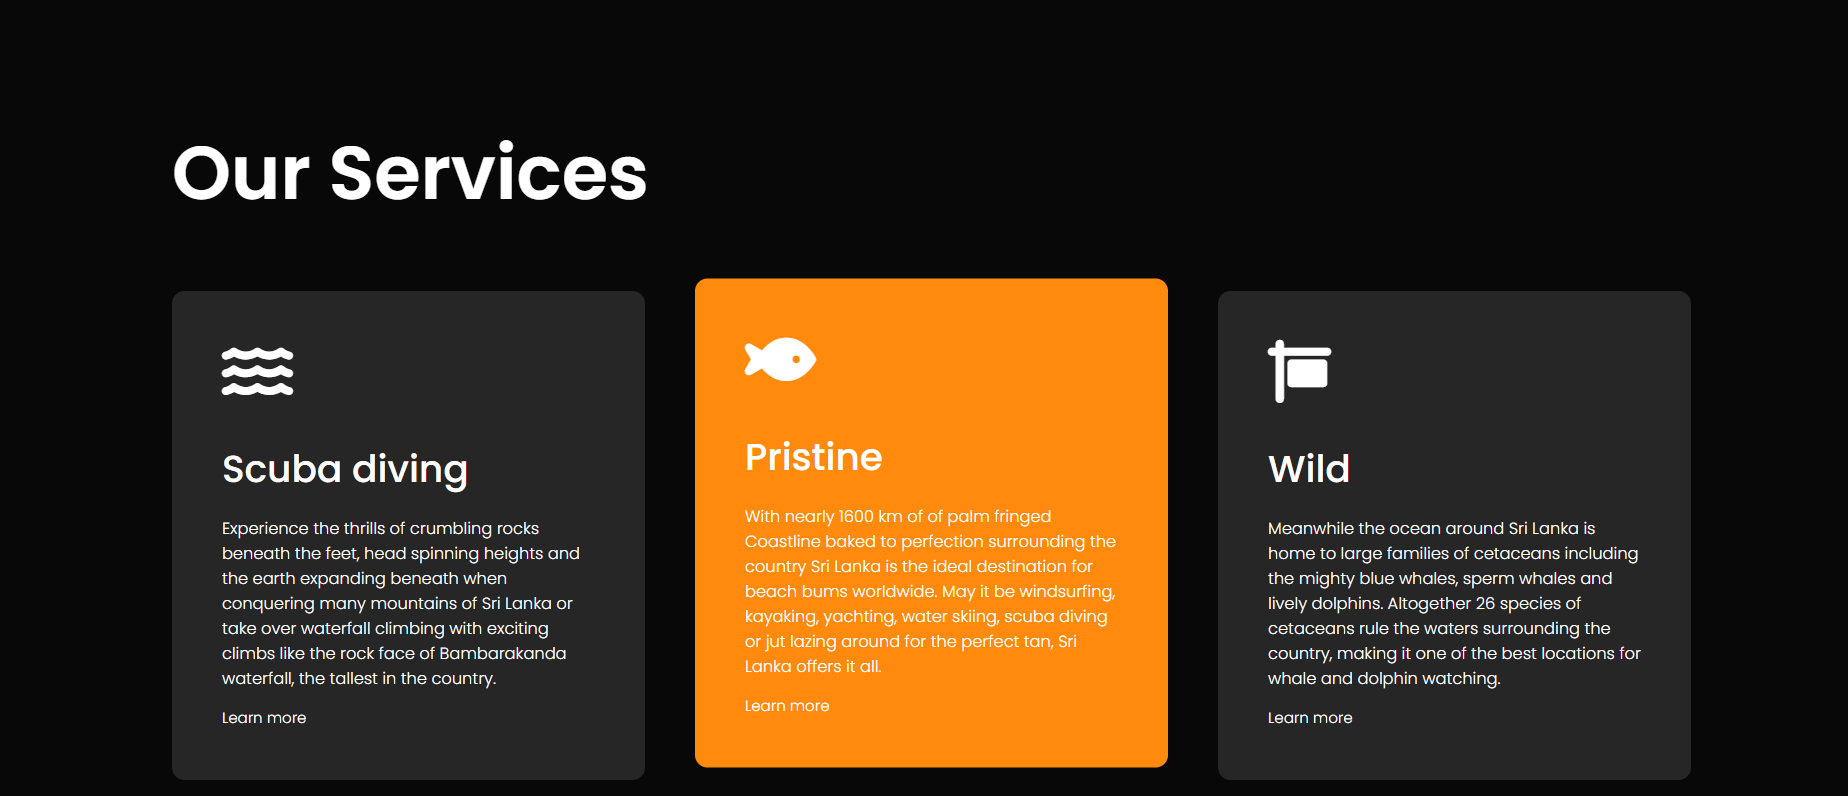 Our Services
Scuba diving
Experience the thrills of crumbling rocks
beneath the feet, head spinning heights and
the earth expanding beneath when
conquering many mountains of Sri Lanka or
take over waterfall climbing with exciting
climbs like the rock face of Bambarakanda
waterfall, the tallest in the country.
Learn more
Pristine
With nearly 1600 km of of palm fringed
Coastline baked to perfection surrounding the
country Sri Lanka is the ideal destination for
beach bums worldwide. May it be windsurfing,
kayaking, yachting, water skiing, scuba diving
or jut lazing around for the perfect tan, Sri
Lanka offers it all.
Learn more
Wild
Meanwhile the ocean around Sri Lanka is
home to large families of cetaceans including
the mighty blue whales, sperm whales and
lively dolphins. Altogether 26 species of
cetaceans rule the waters surrounding the
country, making it one of the best locations for
whale and dolphin watching.
Learn more